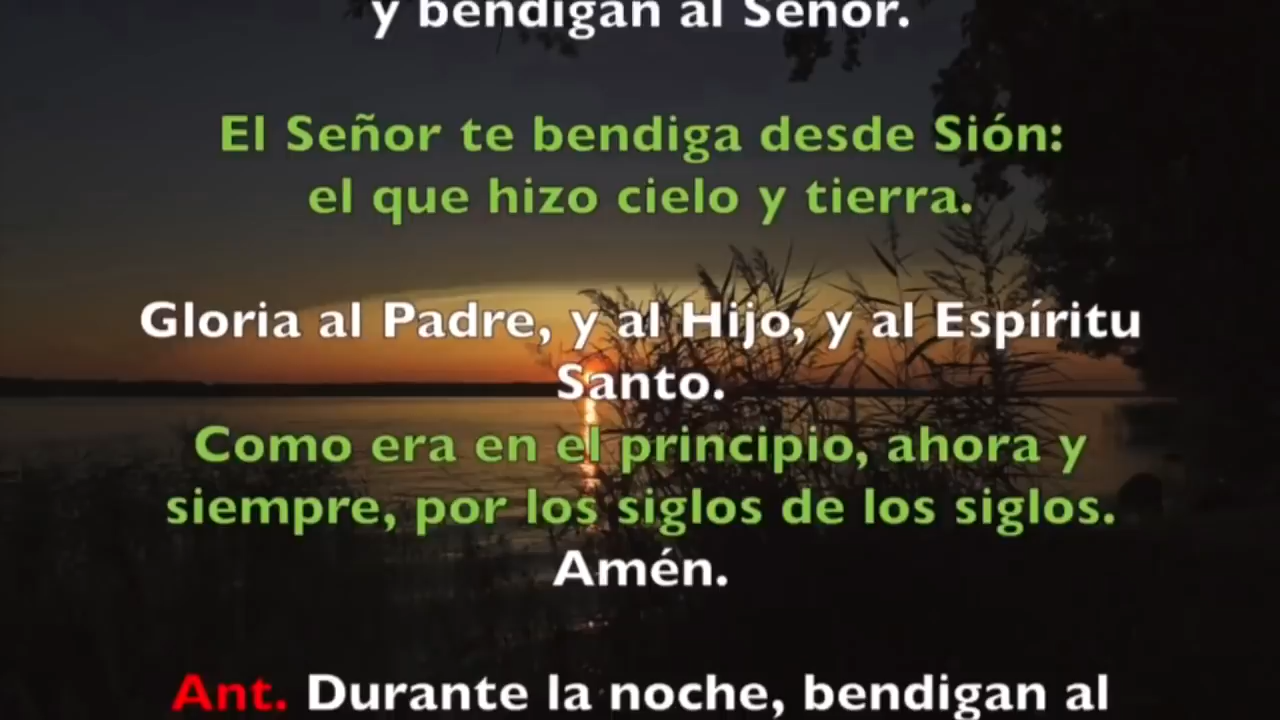 y bendigan al Señor.
El Señor te bendiga desde Sión:
el que hizo cielo y tierra.
Gloria al Padre, y al Hijo, y al Espíritu
Santo.
Como era en el principio, ahora y
siempre, por los siglos de los siglos.
Amén.
Ant. Durante la noche, bendigan al